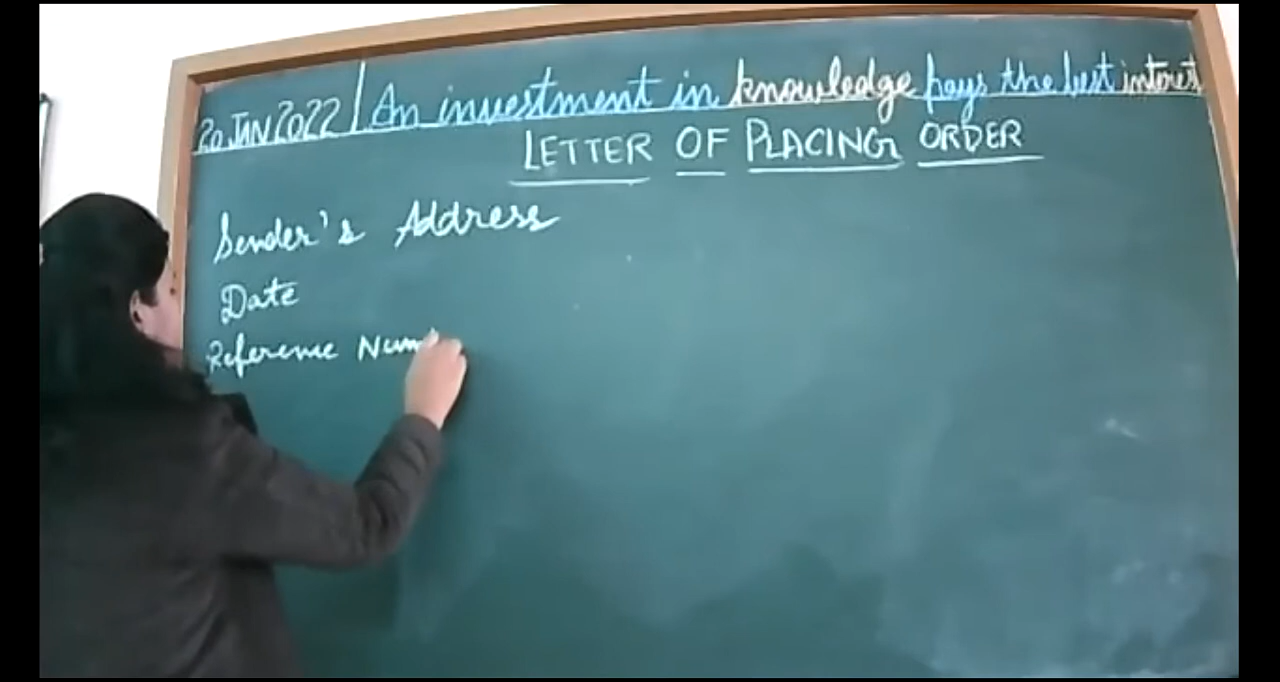 20 JAN 2022 | An investment in knowledge pays the best interest
LETTER OF PLACING ORDER
Sender's Address
Date
Reference Num